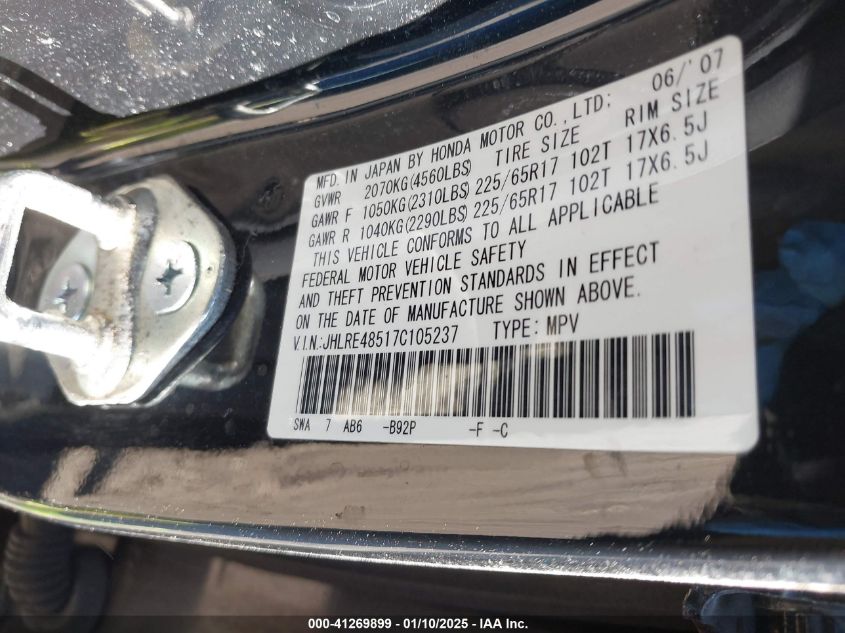 MFD. IN JAPAN BY HONDA MOTOR CO., LTD: 06/'07
GVWR 2070KG(4560LBS) TIRE SIZE RIM SIZE
GAWR F 1050KG(2310LBS) 225/65R17 102T 17X6.5J
GAWR R 1040KG(2290LBS) 225/65R17 102T 17X6.5J
THIS VEHICLE CONFORMS TO ALL APPLICABLE
FEDERAL MOTOR VEHICLE SAFETY
AND THEFT PREVENTION STANDARDS IN EFFECT
ON THE DATE OF MANUFACTURE SHOWN ABOVE.
V.I.N:JHLRE48517C105237 TYPE: MPV
SWA 7 AB6 -B92P -F -C
000-41269899 - 01/10/2025 - © IAA Inc.